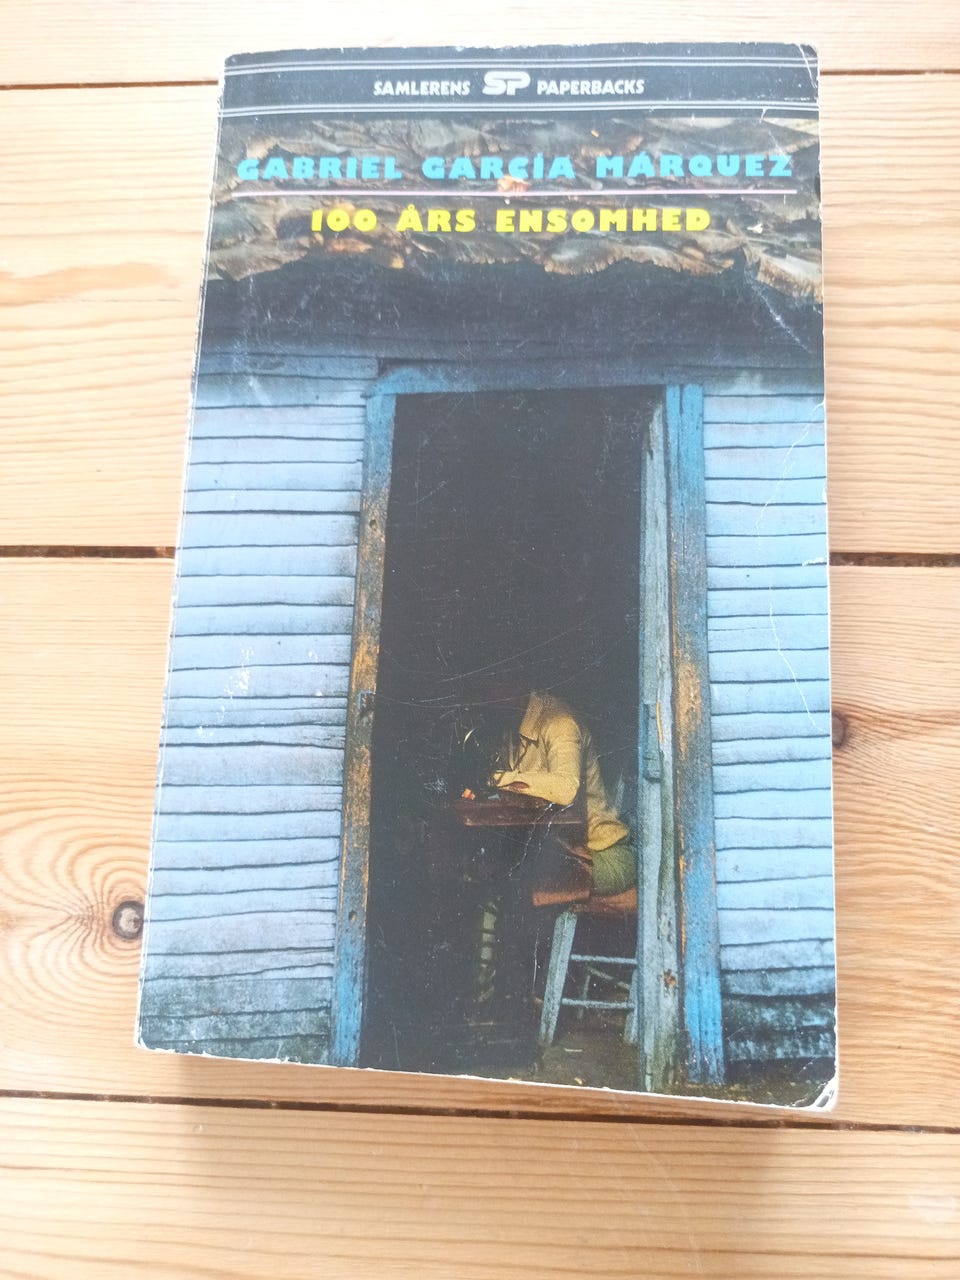 SAMLERENS SP PAPERBACKS
GABRIEL GARCÍA MÁRQUEZ
100 ÅRS ENSOMHED